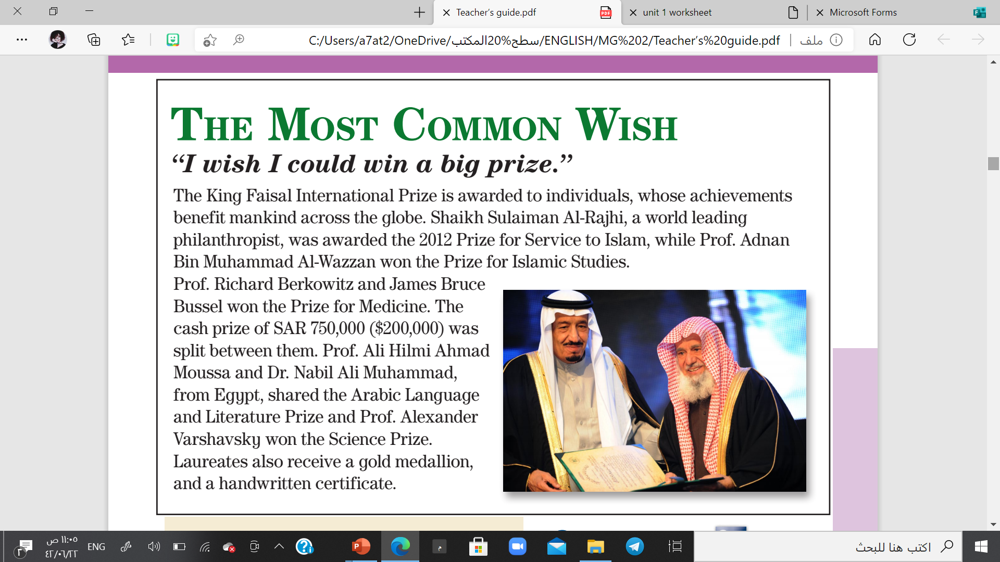 Teacher's guide.pdf
unit 1 worksheet
Microsoft Forms
C:/Users/a7at2/OneDrive/سطح%20المكتب/ENGLISH/MG%202/Teacher's%20guide.pdf
ملف
THE MOST COMMON WISH
“I wish I could win a big prize.”
The King Faisal International Prize is awarded to individuals, whose achievements
benefit mankind across the globe. Shaikh Sulaiman Al-Rajhi, a world leading
philanthropist, was awarded the 2012 Prize for Service to Islam, while Prof. Adnan
Bin Muhammad Al-Wazzan won the Prize for Islamic Studies.
Prof. Richard Berkowitz and James Bruce
Bussel won the Prize for Medicine. The
cash prize of SAR 750,000 ($200,000) was
split between them. Prof. Ali Hilmi Ahmad
Moussa and Dr. Nabil Ali Muhammad,
from Egypt, shared the Arabic Language
and Literature Prize and Prof. Alexander
Varshavsky won the Science Prize.
Laureates also receive a gold medallion,
and a handwritten certificate.
١١:٠٥ ص
ENG
٤٢/٠٦/٢٢
اكتب هنا للبحث